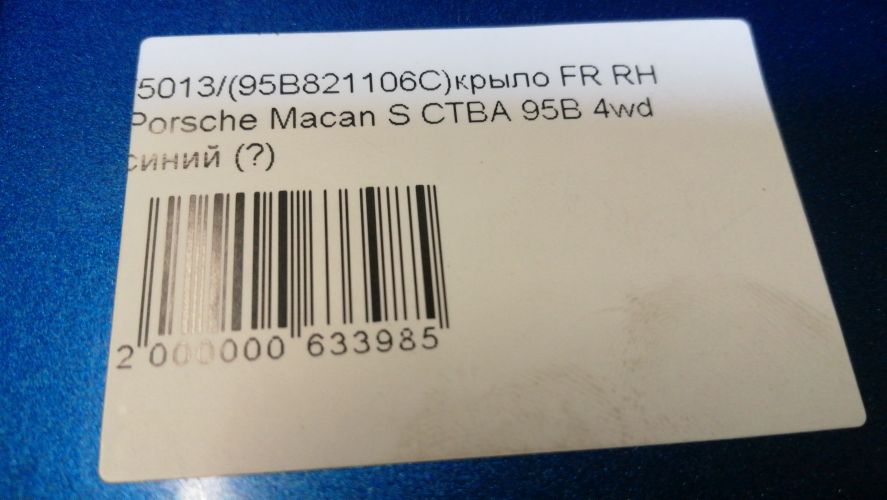 5013/(95B821106C)крыло FR RH
Porsche Macan S CTBA 95B 4wd
синий (?)
2 000000 633985